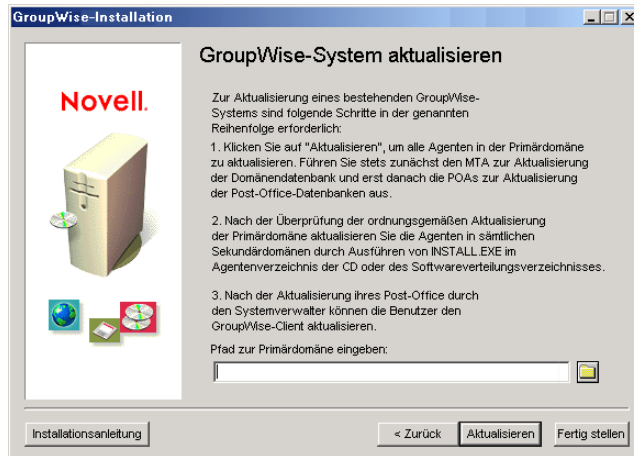 GroupWise-Installation
GroupWise-System aktualisieren
Novell.
Zur Aktualisierung eines bestehenden GroupWise-
Systems sind folgende Schritte in der genannten
Reihenfolge erforderlich:
1. Klicken Sie auf "Aktualisieren", um alle Agenten in der Primärdomäne
zu aktualisieren. Führen Sie stets zunächst den MTA zur Aktualisierung
der Domänendatenbank und erst danach die POAs zur Aktualisierung
der Post-Office-Datenbanken aus.
2. Nach der Überprüfung der ordnungsgemäßen Aktualisierung
der Primärdomäne aktualisieren Sie die Agenten in sämtlichen
Sekundärdomänen durch Ausführen von INSTALL.EXE im
Agentenverzeichnis der CD oder des Softwareverteilungsverzeichnisses.
3. Nach der Aktualisierung ihres Post-Office durch
den Systemverwalter können die Benutzer den
GroupWise-Client aktualisieren.
Pfad zur Primärdomäne eingeben:
Installationsanleitung
< Zurück
Aktualisieren
Fertig stellen